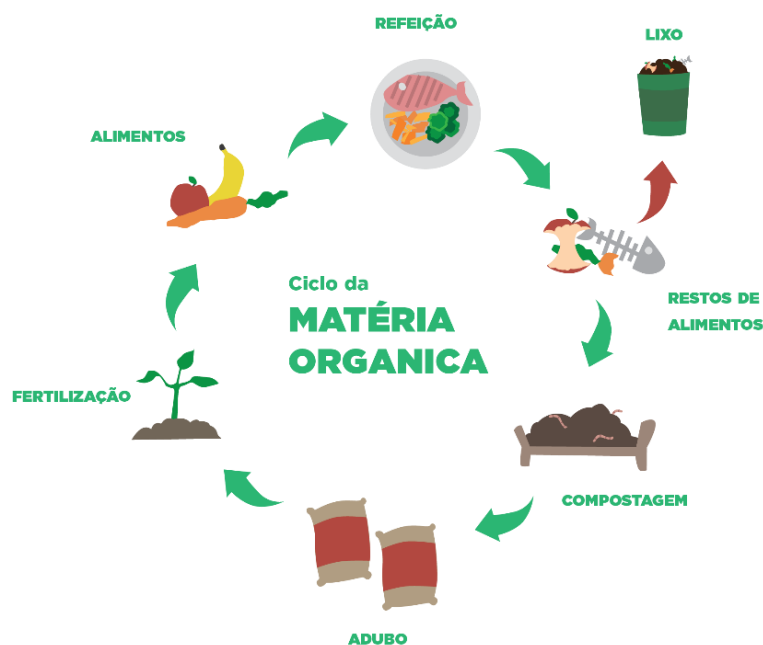 REFEIÇÃO
LIXO
ALIMENTOS
Ciclo da
MATÉRIA
ORGANICA
RESTOS DE
ALIMENTOS
FERTILIZAÇÃO
COMPOSTAGEM
ADUBO